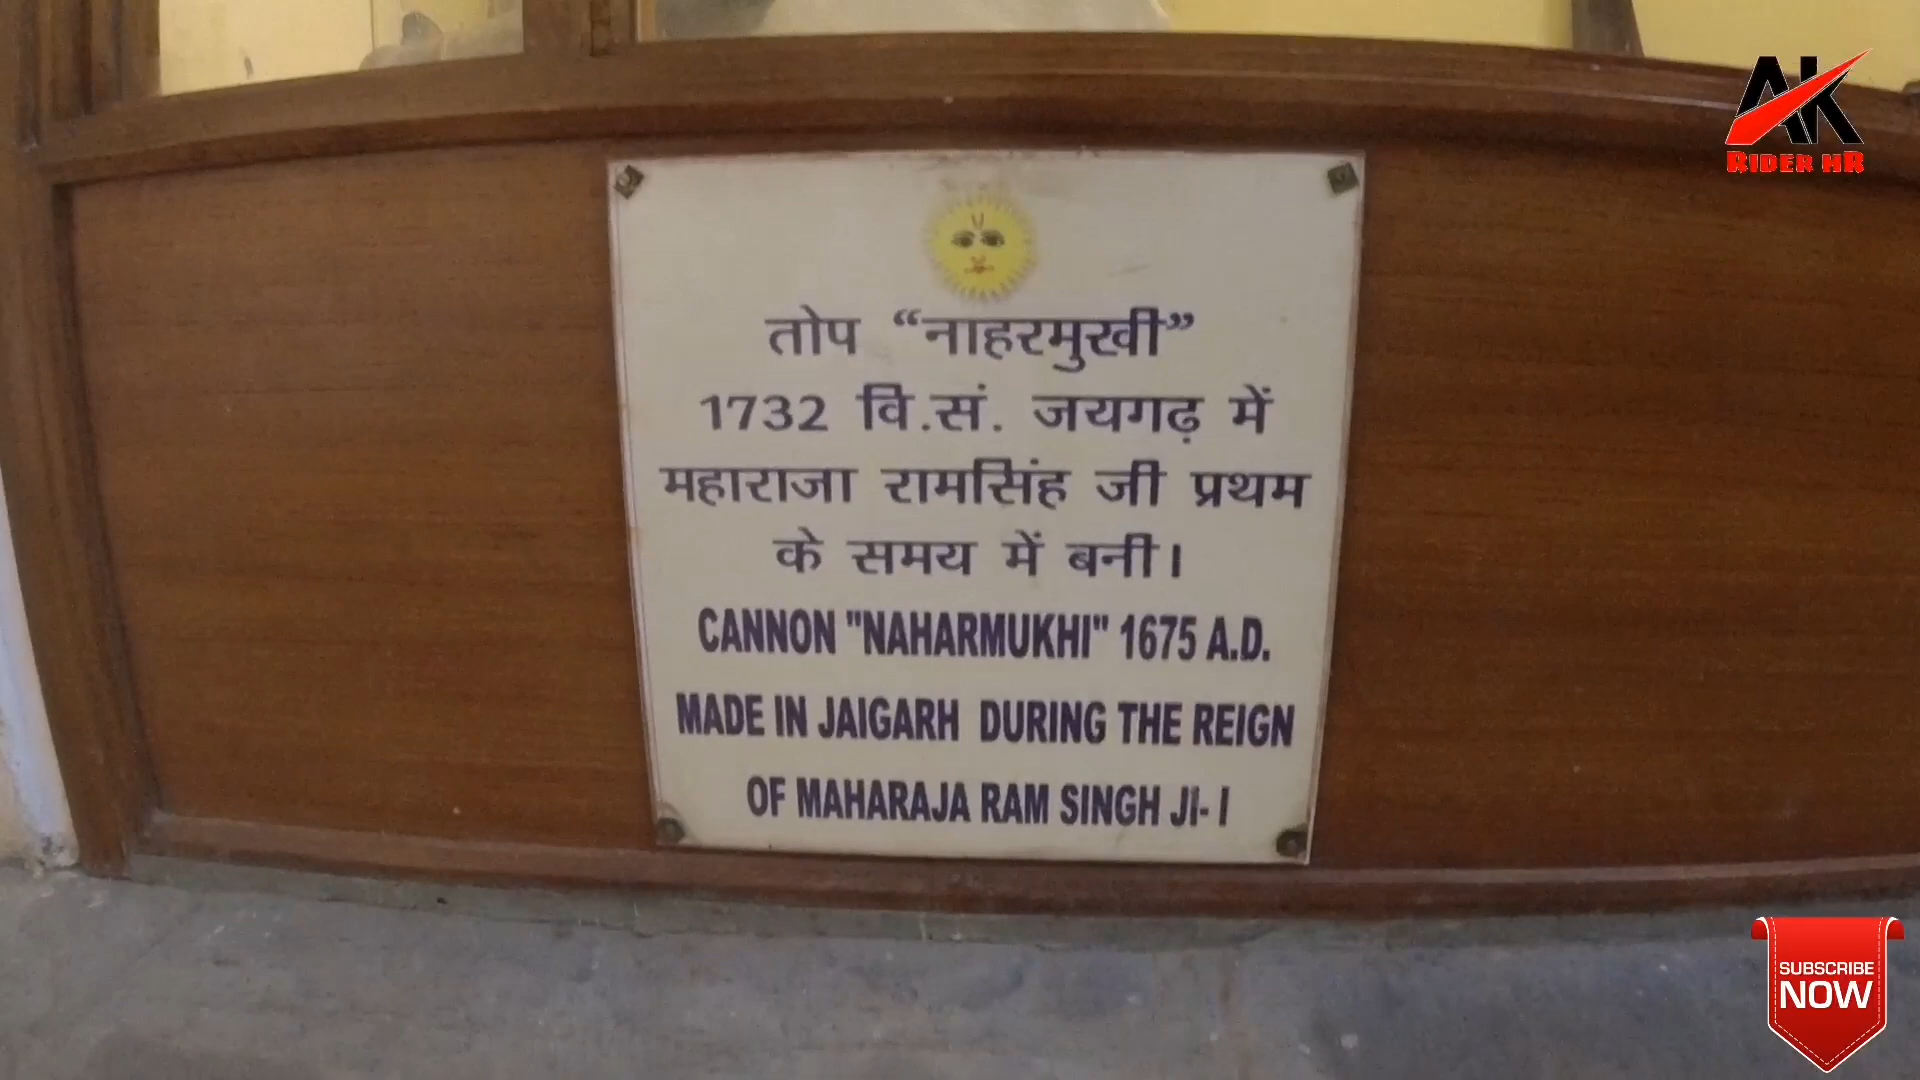 तोप “नाहरमुखी”
1732 वि.सं. जयगढ़ में
महाराजा रामसिंह जी प्रथम
के समय में बनी।
CANNON "NAHARMUKHI" 1675 A.D.
MADE IN JAIGARH DURING THE REIGN
OF MAHARAJA RAM SINGH JI- I
AK
RIDER HR
SUBSCRIBE
NOW